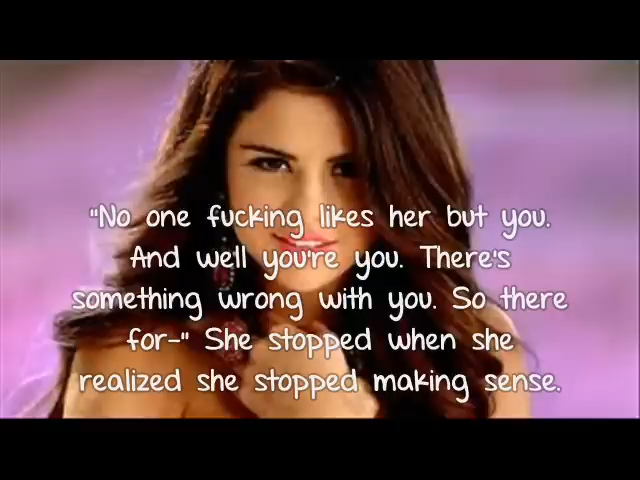 "No one fucking likes her but you.
And well you're you. There's
something wrong with you. So there
for-" She stopped when she
realized she stopped making sense.